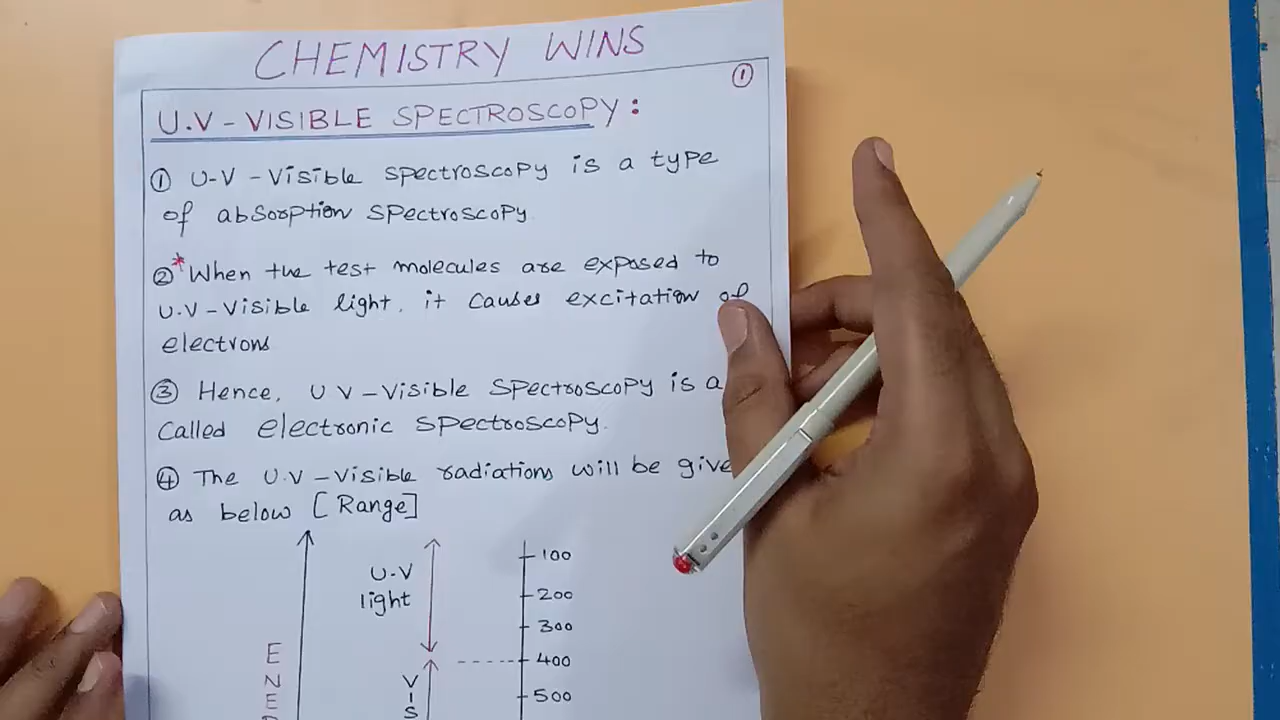 CHEMISTRY WINS
①
U.V - VISIBLE SPECTROSCOPY:
① U-V - Visible spectroscopy is a type
of absorption spectroscopy.
②* When the test molecules are exposed to
U.V - Visible light, it causes excitation of
electrons
③ Hence, U V - Visible spectroscopy is a
called electronic spectroscopy.
④ The U.V - Visible radiations will be give
as below [Range]
U.V
light
100
200
300
400
500
E
N
E
V
I
S